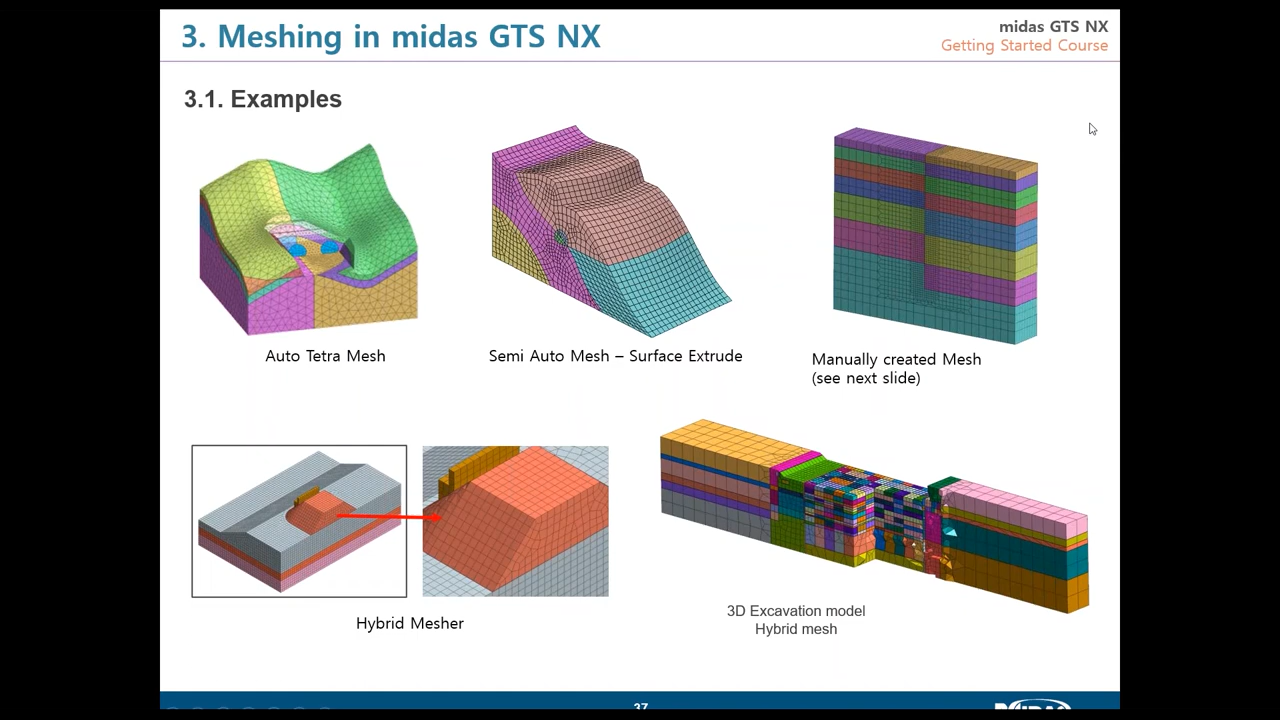 3. Meshing in midas GTS NX
midas GTS NX
Getting Started Course
3.1. Examples
Auto Tetra Mesh
Semi Auto Mesh – Surface Extrude
Manually created Mesh
(see next slide)
Hybrid Mesher
3D Excavation model
Hybrid mesh
37